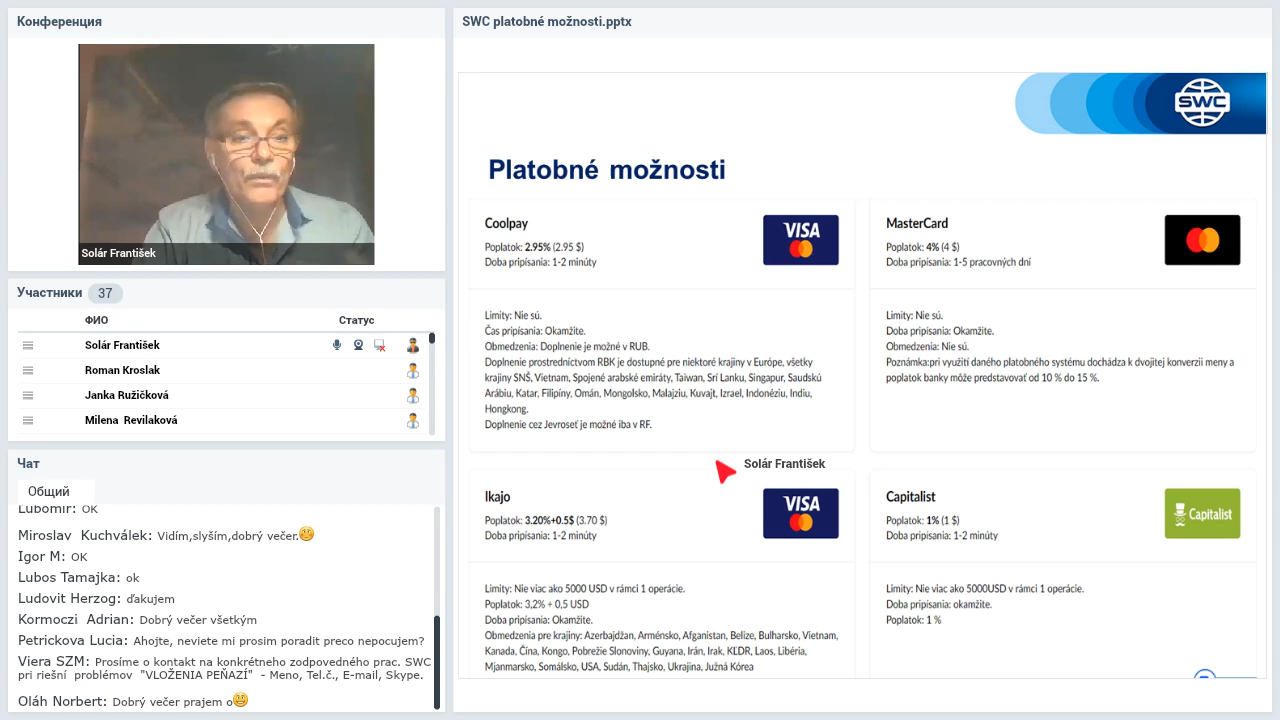 Конференция
Solár František
Участники 37
ФИО Статус
Solár František
Roman Kroslak
Janka Ružičková
Milena Revilaková
Чат
Общий
Lubomir: OK
Miroslav Kuchválek: Vidím,slyším,dobrý večer.
Igor M: OK
Lubos Tamajka: ok
Ludovit Herzog: ďakujem
Kormoczi Adrian: Dobrý večer všetkým
Petrickova Lucia: Ahojte, neviete mi prosim poradit preco nepocujem?
Viera SZM: Prosíme o kontakt na konkrétneho zodpovedného prac. SWC
pri riešní problémov "VLOŽENIA PEŇAZÍ" - Meno, Tel.č., E-mail, Skype.
Oláh Norbert: Dobrý večer prajem o
SWC platobné možnosti.pptx
SWC
Platobné možnosti
Coolpay
VISA
Poplatok: 2.95% (2.95 $)
Doba pripísania: 1-2 minúty
Limity: Nie sú.
Čas pripísania: Okamžite.
Obmedzenia: Doplnenie je možné v RUB.
Doplnenie prostredníctvom RBK je dostupné pre niektoré krajiny v Európe, všetky
krajiny SNŠ, Vietnam, Spojené arabské emiráty, Taiwan, Srí Lanku, Singapur, Saudskú
Arábiu, Katar, Filipíny, Omán, Mongolsko, Malajziu, Kuvajt, Izrael, Indonéziu, Indiu,
Hongkong.
Doplnenie cez Jevroseť je možné iba v RF.
MasterCard
Poplatok: 4% (4 $)
Doba pripísania: 1-5 pracovných dní
Limity: Nie sú.
Doba pripísania: Okamžite.
Obmedzenia: Nie sú.
Poznámka:pri využití daného platobného systému dochádza k dvojitej konverzii meny a
poplatok banky môže predstavovať od 10 % do 15 %.
Solár František
Ikajo
VISA
Poplatok: 3.20%+0.5$ (3.70 $)
Doba pripísania: 1-2 minúty
Limity: Nie viac ako 5000 USD v rámci 1 operácie.
Poplatok: 3,2% + 0,5 USD
Doba pripísania: Okamžite.
Obmedzenia pre krajiny: Azerbajdžan, Arménsko, Afganistan, Belize, Bulharsko, Vietnam,
Kanada, Čína, Kongo, Pobrežie Slonoviny, Guyana, Irán, Irak, KĽDR, Laos, Libéria,
Mjanmarsko, Somálsko, USA, Sudán, Thajsko, Ukrajina, Južná Kórea
Capitalist
Capitalist
Poplatok: 1% (1 $)
Doba pripísania: 1-2 minúty
Limity: Nie viac ako 5000USD v rámci 1 operácie.
Doba pripísania: okamžite.
Poplatok: 1 %